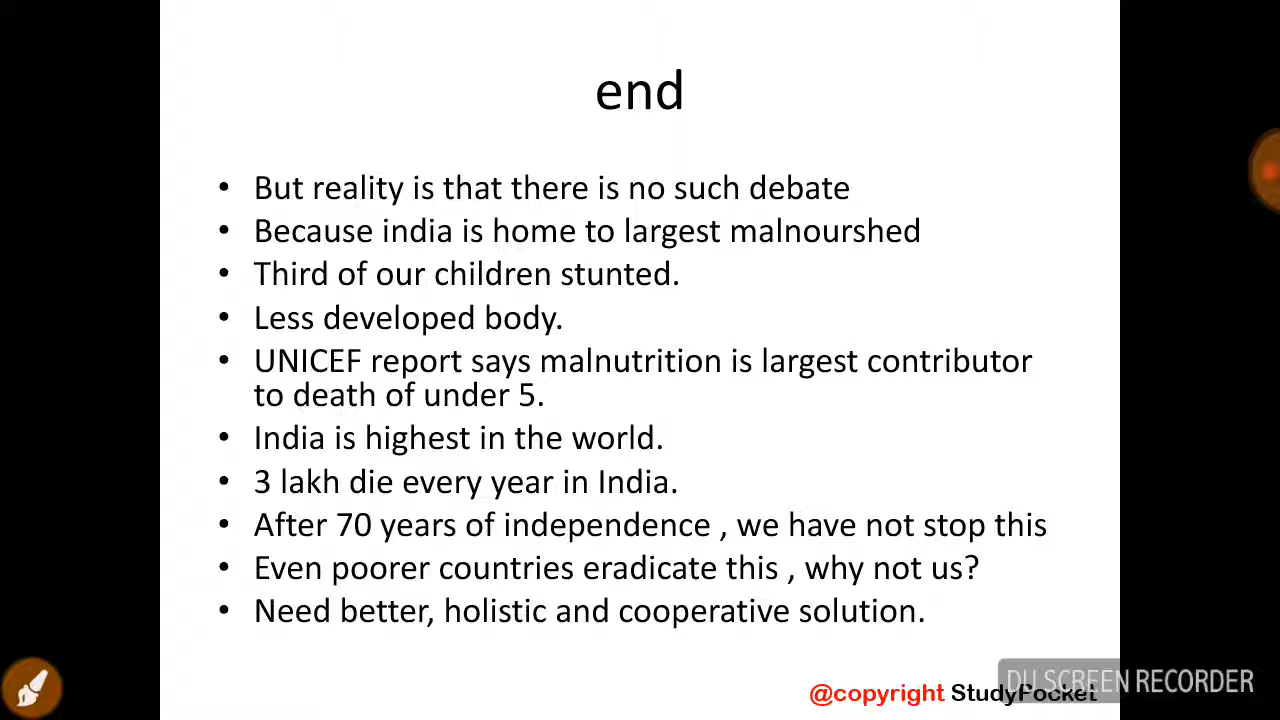 end
• But reality is that there is no such debate
• Because india is home to largest malnourshed
• Third of our children stunted.
• Less developed body.
• UNICEF report says malnutrition is largest contributor
to death of under 5.
• India is highest in the world.
• 3 lakh die every year in India.
• After 70 years of independence , we have not stop this
• Even poorer countries eradicate this , why not us?
• Need better, holistic and cooperative solution.
@copyright StudyPocket
DU SCREEN RECORDER